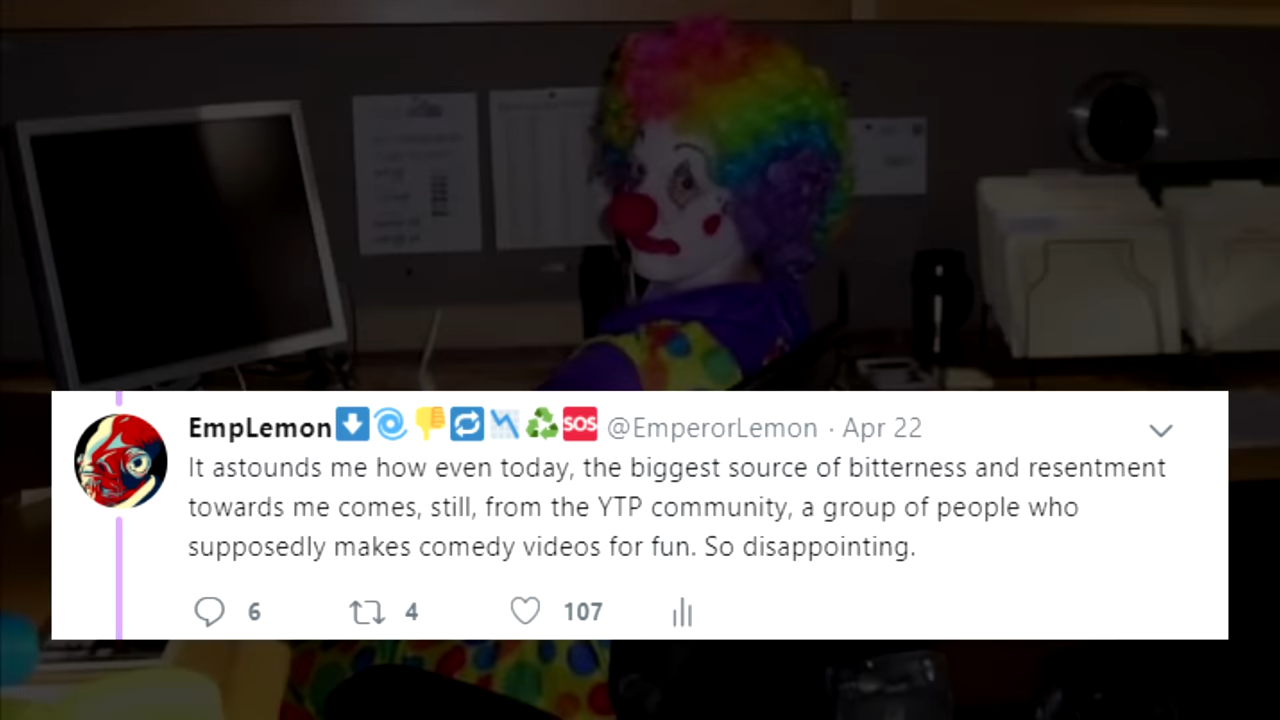 EmpLemon⬇️🌀👎🔁📉♻️🆘 @EmperorLemon · Apr 22
It astounds me how even today, the biggest source of bitterness and resentment
towards me comes, still, from the YTP community, a group of people who
supposedly makes comedy videos for fun. So disappointing.
6 4 107